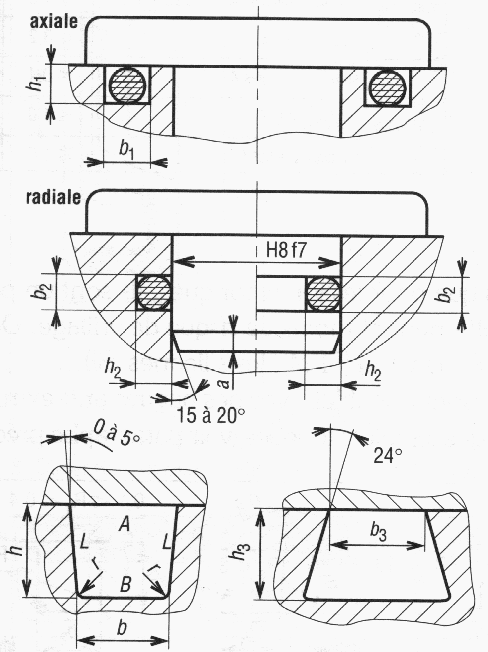 axiale
h1
b1
radiale
H8 f7
b2
b2
h2
a
h2
15 à 20°
0 à 5°
24°
A
h
L
L
h3
b3
r
r
B
b